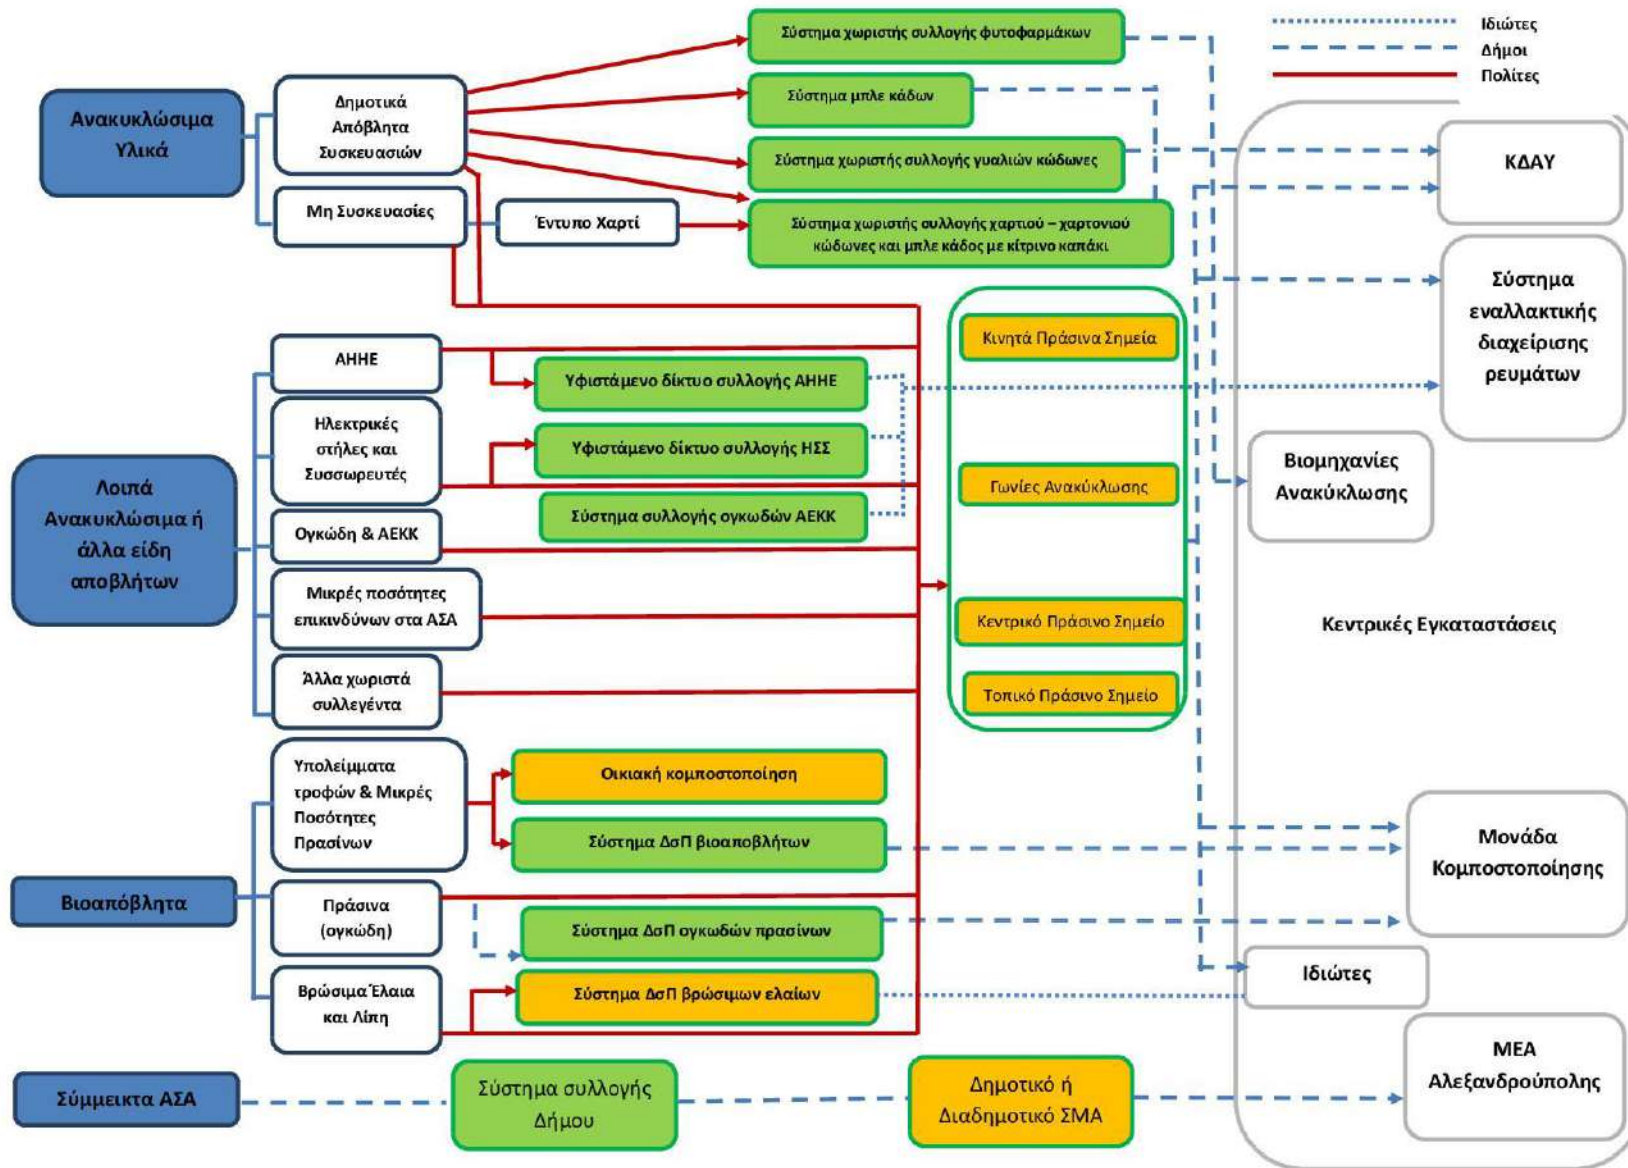 Ιδιώτες
Δήμοι
Πολίτες
Ανακυκλώσιμα
Υλικά
Δημοτικά
Απόβλητα
Συσκευασιών
Μη Συσκευασίες
Έντυπο Χαρτί
Σύστημα χωριστής συλλογής φυτοφαρμάκων
Σύστημα μπλε κάδων
Σύστημα χωριστής συλλογής γυαλιών κώδωνες
Σύστημα χωριστής συλλογής χαρτιού – χαρτονιού
κώδωνες και μπλε κάδος με κίτρινο καπάκι
ΚΔΑΥ
Σύστημα
εναλλακτικής
διαχείρισης
ρευμάτων
Βιομηχανίες
Ανακύκλωσης
Κεντρικές Εγκαταστάσεις
Λοιπά
Ανακυκλώσιμα ή
άλλα είδη
αποβλήτων
ΑΗΗΕ
Ηλεκτρικές
στήλες και
Συσσωρευτές
Ογκώδη & ΑΕΚΚ
Μικρές ποσότητες
επικινδύνων στα ΑΣΑ
Άλλα χωριστά
συλλεγέντα
Υφιστάμενο δίκτυο συλλογής ΑΗΗΕ
Υφιστάμενο δίκτυο συλλογής ΗΣΣ
Σύστημα συλλογής ογκωδών ΑΕΚΚ
Κινητά Πράσινα Σημεία
Γωνίες Ανακύκλωσης
Κεντρικό Πράσινο Σημείο
Τοπικό Πράσινο Σημείο
Βιοαπόβλητα
Υπολείμματα
τροφών & Μικρές
Ποσότητες
Πρασίνων
Πράσινα
(ογκώδη)
Βρώσιμα Έλαια
και Λίπη
Οικιακή κομποστοποίηση
Σύστημα ΔσΠ βιοαποβλήτων
Σύστημα ΔσΠ ογκωδών πρασίνων
Σύστημα ΔσΠ βρώσιμων ελαίων
Μονάδα
Κομποστοποίησης
Ιδιώτες
ΜΕΑ
Αλεξανδρούπολης
Σύμμεικτα ΑΣΑ
Σύστημα συλλογής
Δήμου
Δημοτικό ή
Διαδημοτικό ΣΜΑ